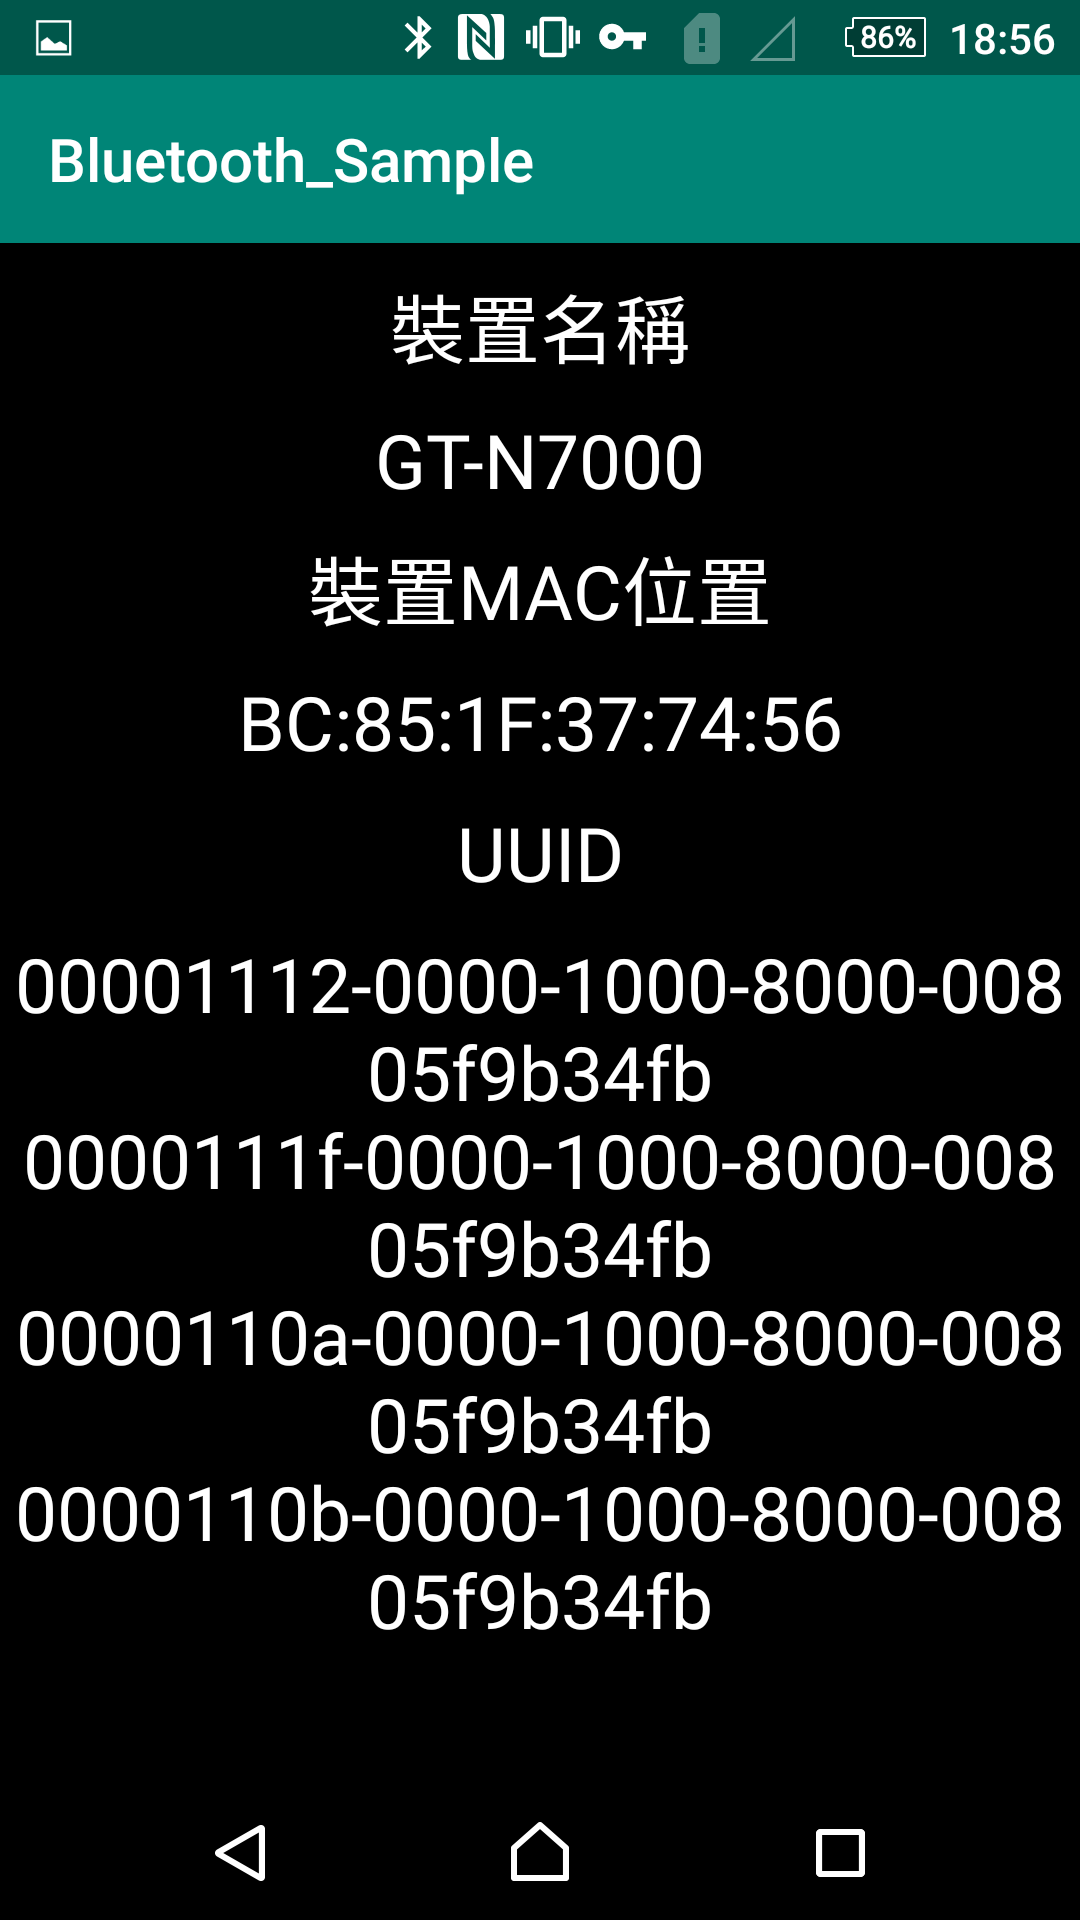 86% 18:56
Bluetooth_Sample
裝置名稱
GT-N7000
裝置MAC位置
BC:85:1F:37:74:56
UUID
00001112-0000-1000-8000-008
05f9b34fb
0000111f-0000-1000-8000-008
05f9b34fb
0000110a-0000-1000-8000-008
05f9b34fb
0000110b-0000-1000-8000-008
05f9b34fb